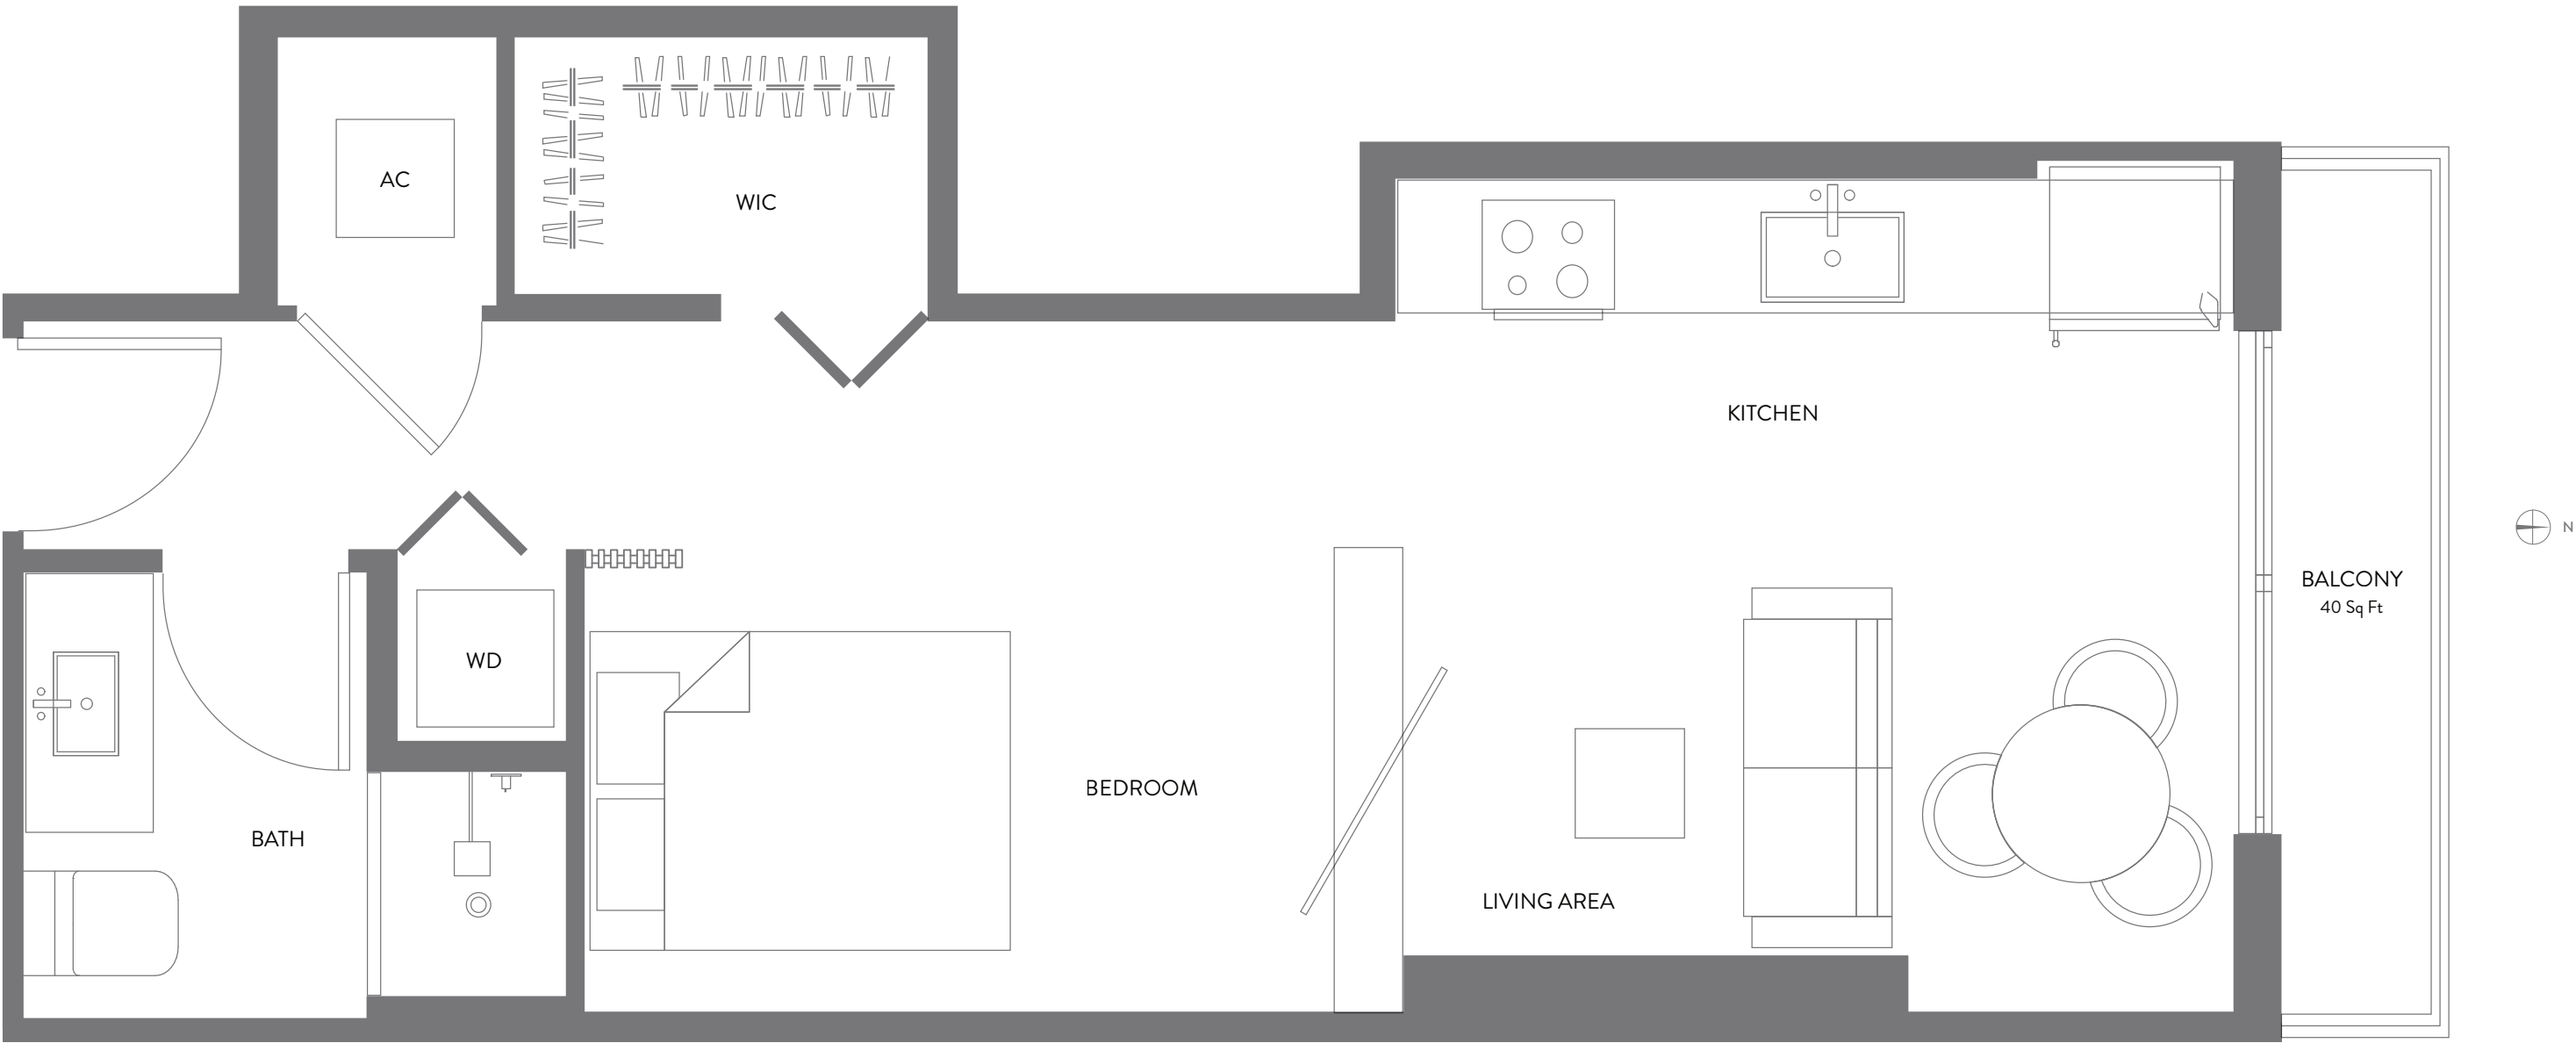 AC
WIC
KITCHEN
N
BALCONY
40 Sq Ft
WD
BEDROOM
BATH
LIVING AREA